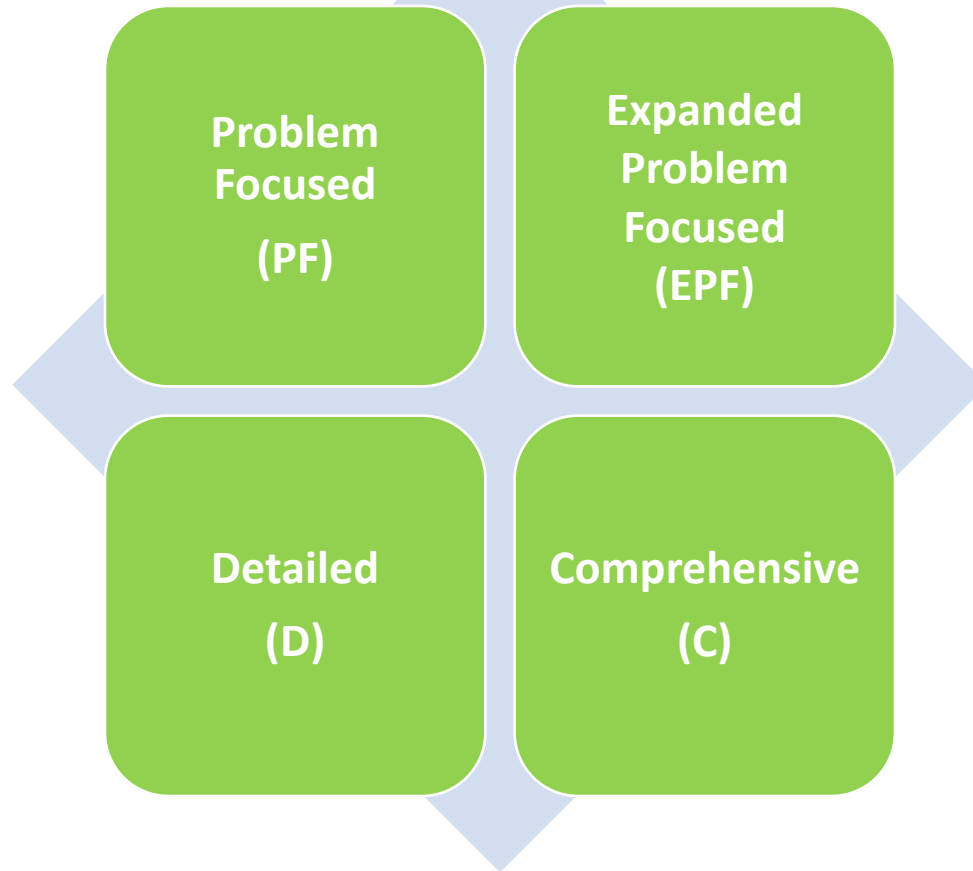 Problem
Focused
(PF)
Expanded
Problem
Focused
(EPF)
Detailed
(D)
Comprehensive
(C)